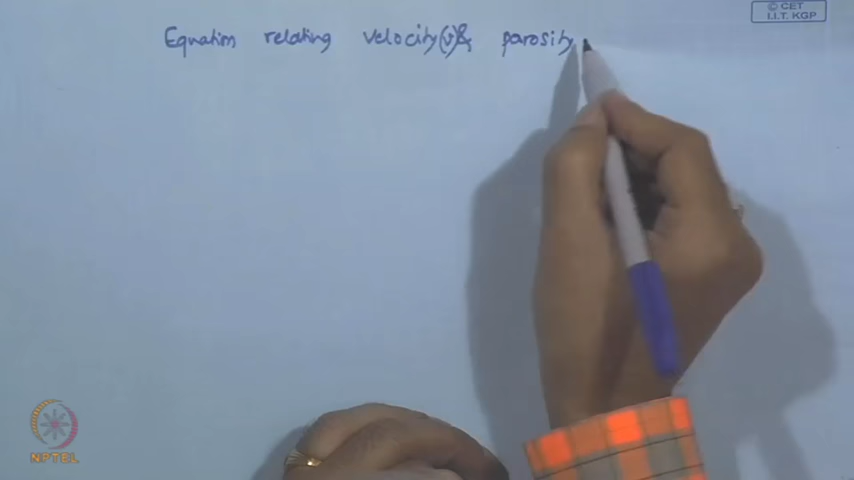 © CET
I.I.T. KGP
Equation relating velocity(v)& porosity
NPTEL